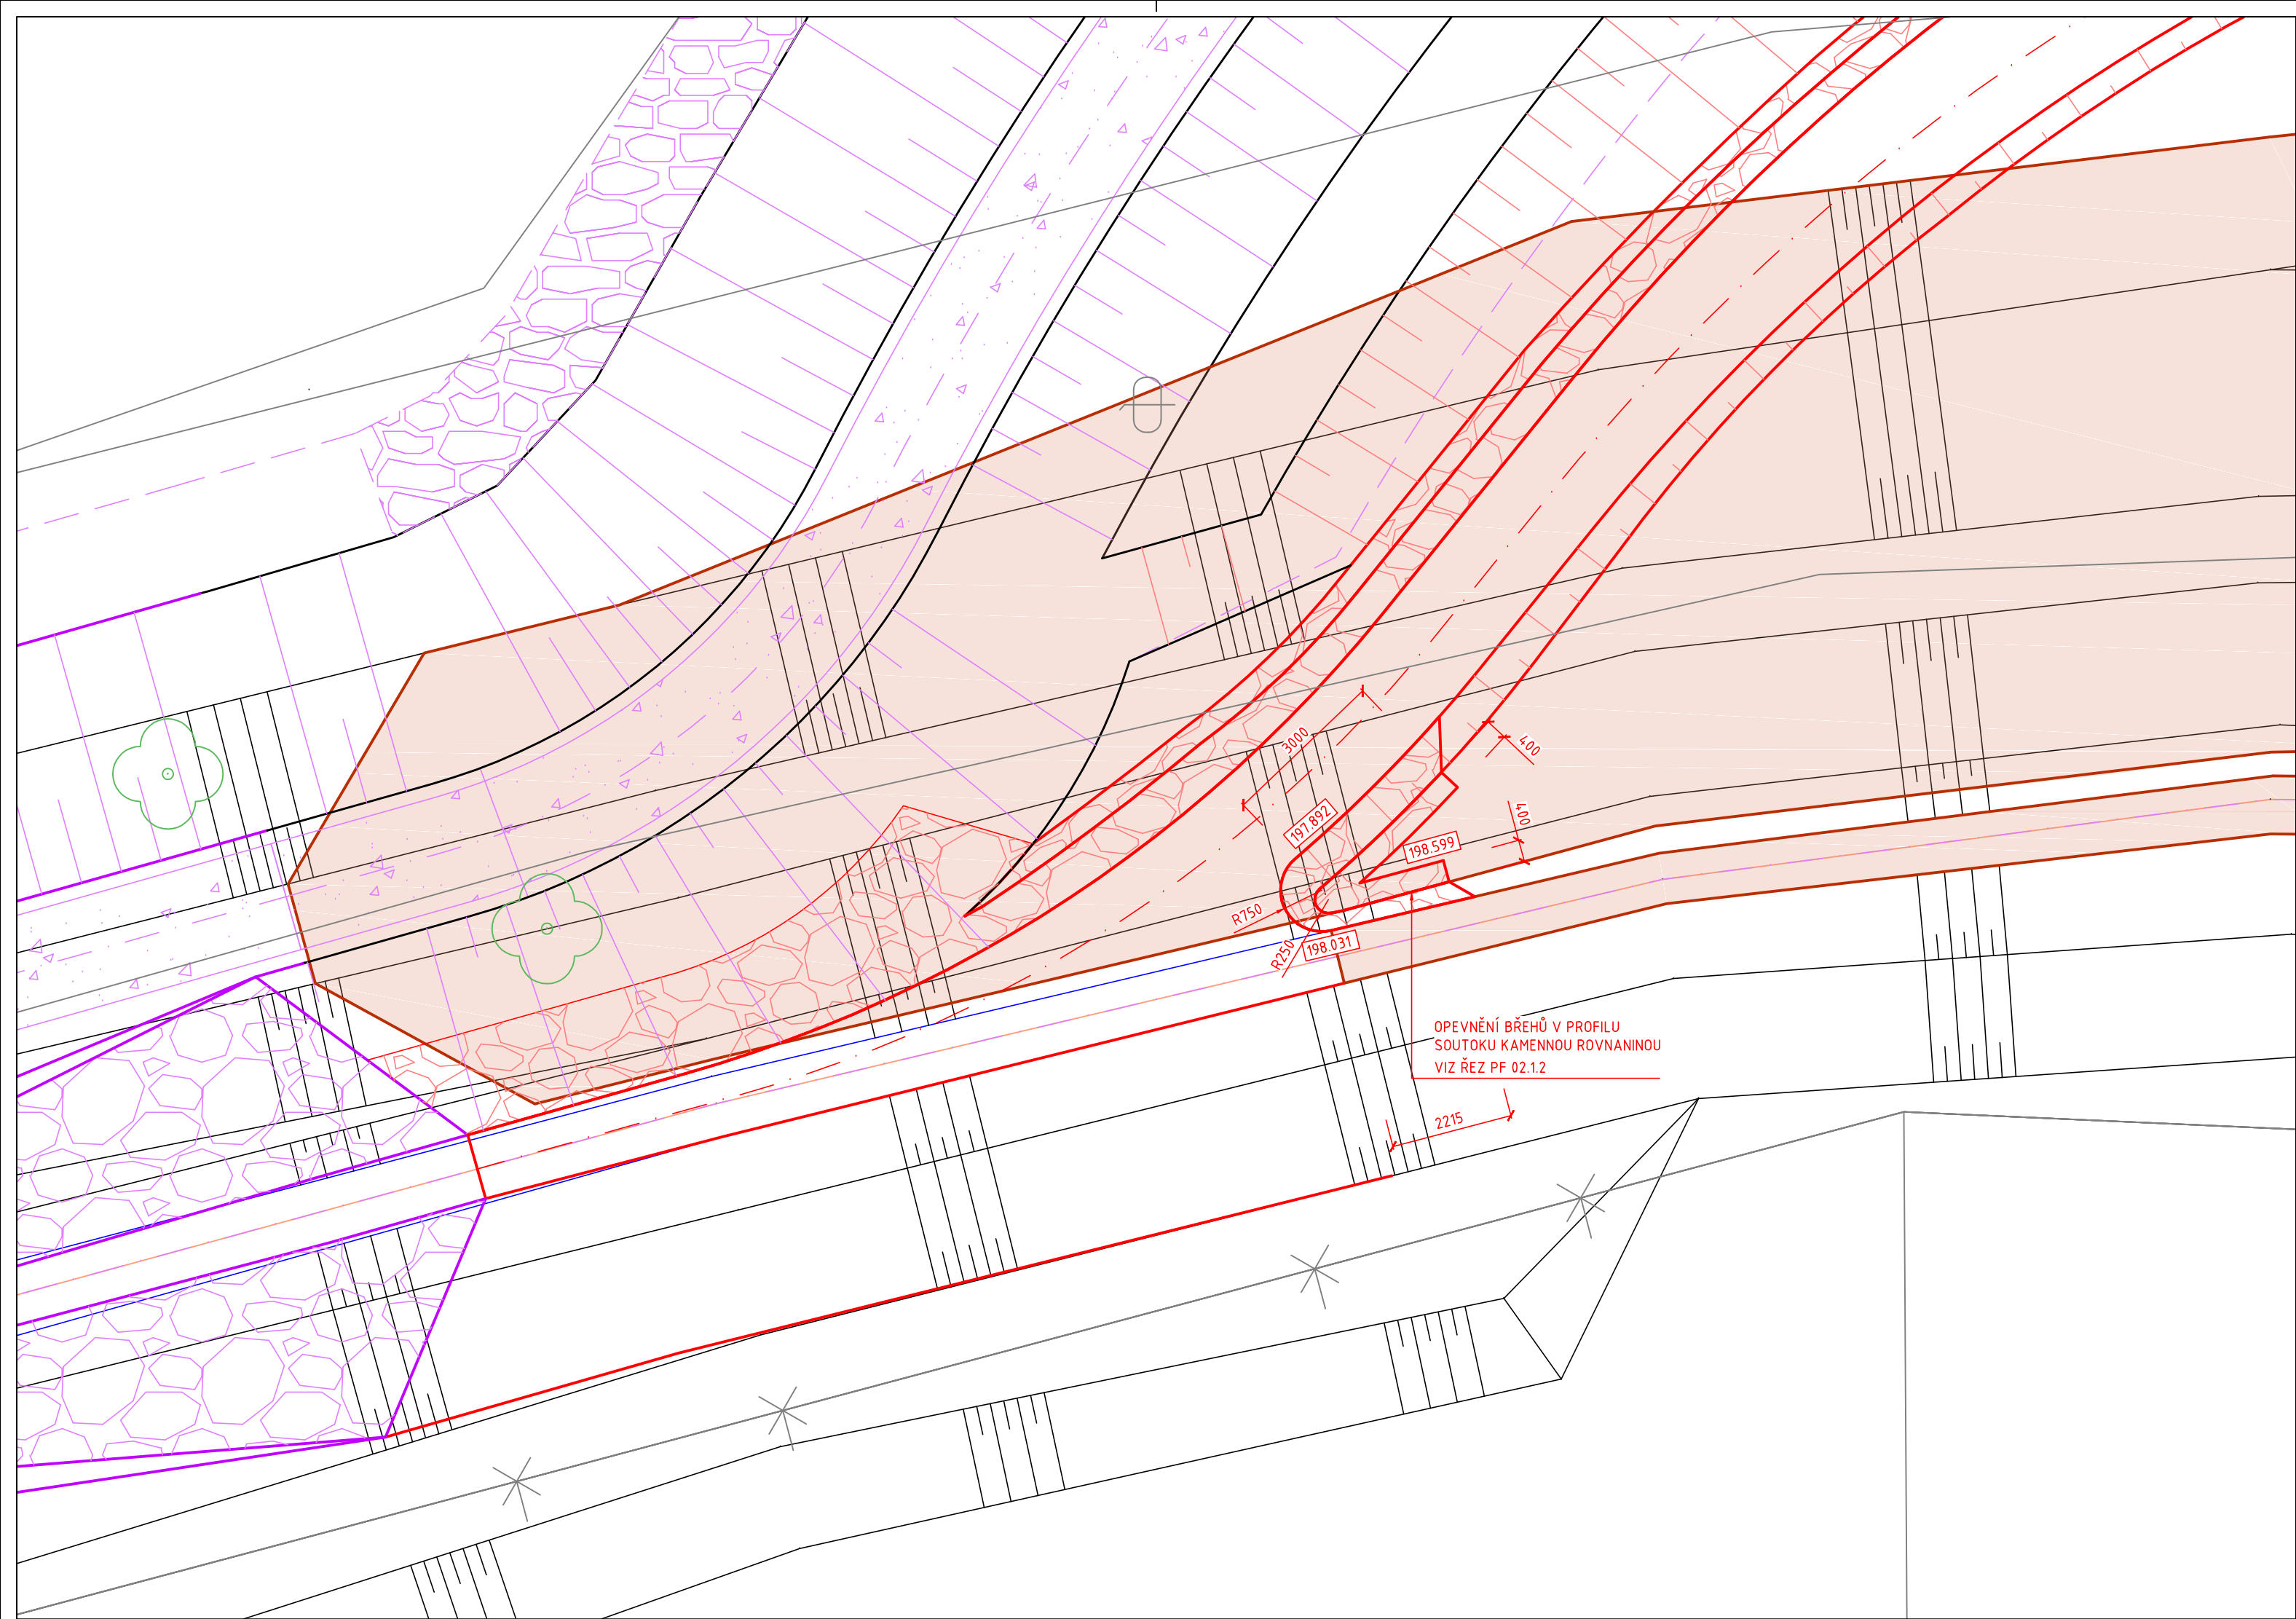 3000
400
400
197.892
198.599
R750
R250
198.031
OPEVNĚNÍ BŘEHŮ V PROFILU
SOUTOKU KAMENNOU ROVNANINOU
VIZ ŘEZ PF 02.1.2
2215